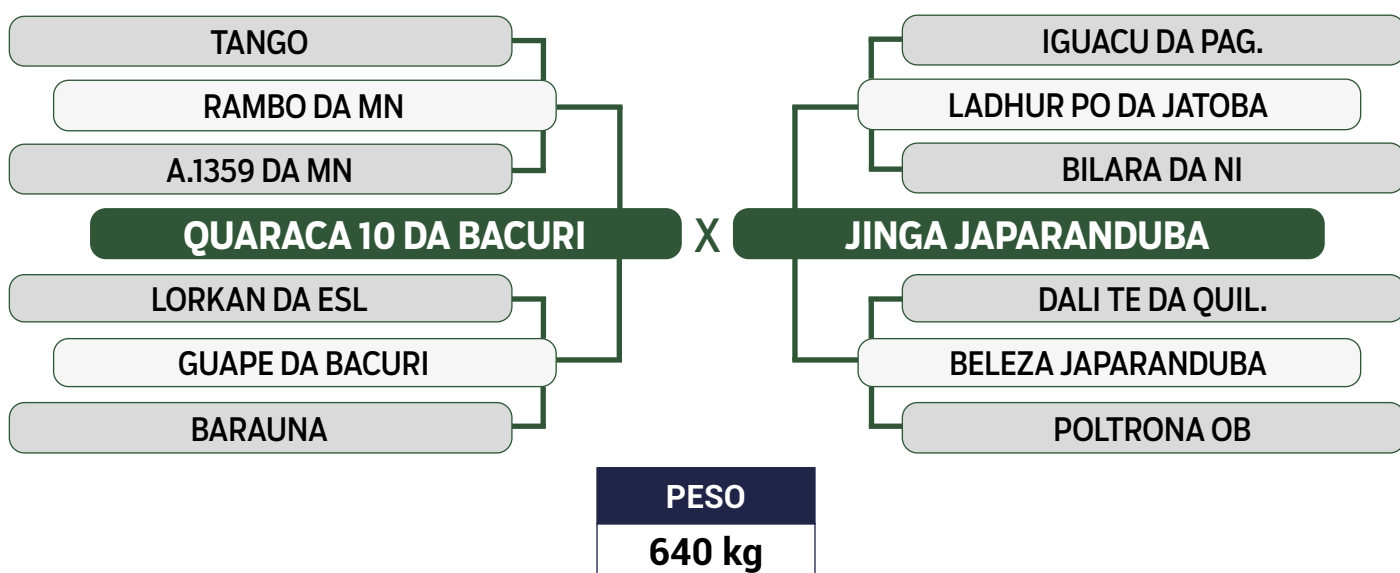 TANGO
IGUACU DA PAG.
RAMBO DA MN
LADHUR PO DA JATOBA
A.1359 DA MN
BILARA DA NI
QUARACA 10 DA BACURI X JINGA JAPARANDUBA
LORKAN DA ESL
DALI TE DA QUIL.
GUAPE DA BACURI
BELEZA JAPARANDUBA
BARAUNA
POLTRONA OB
PESO
640 kg